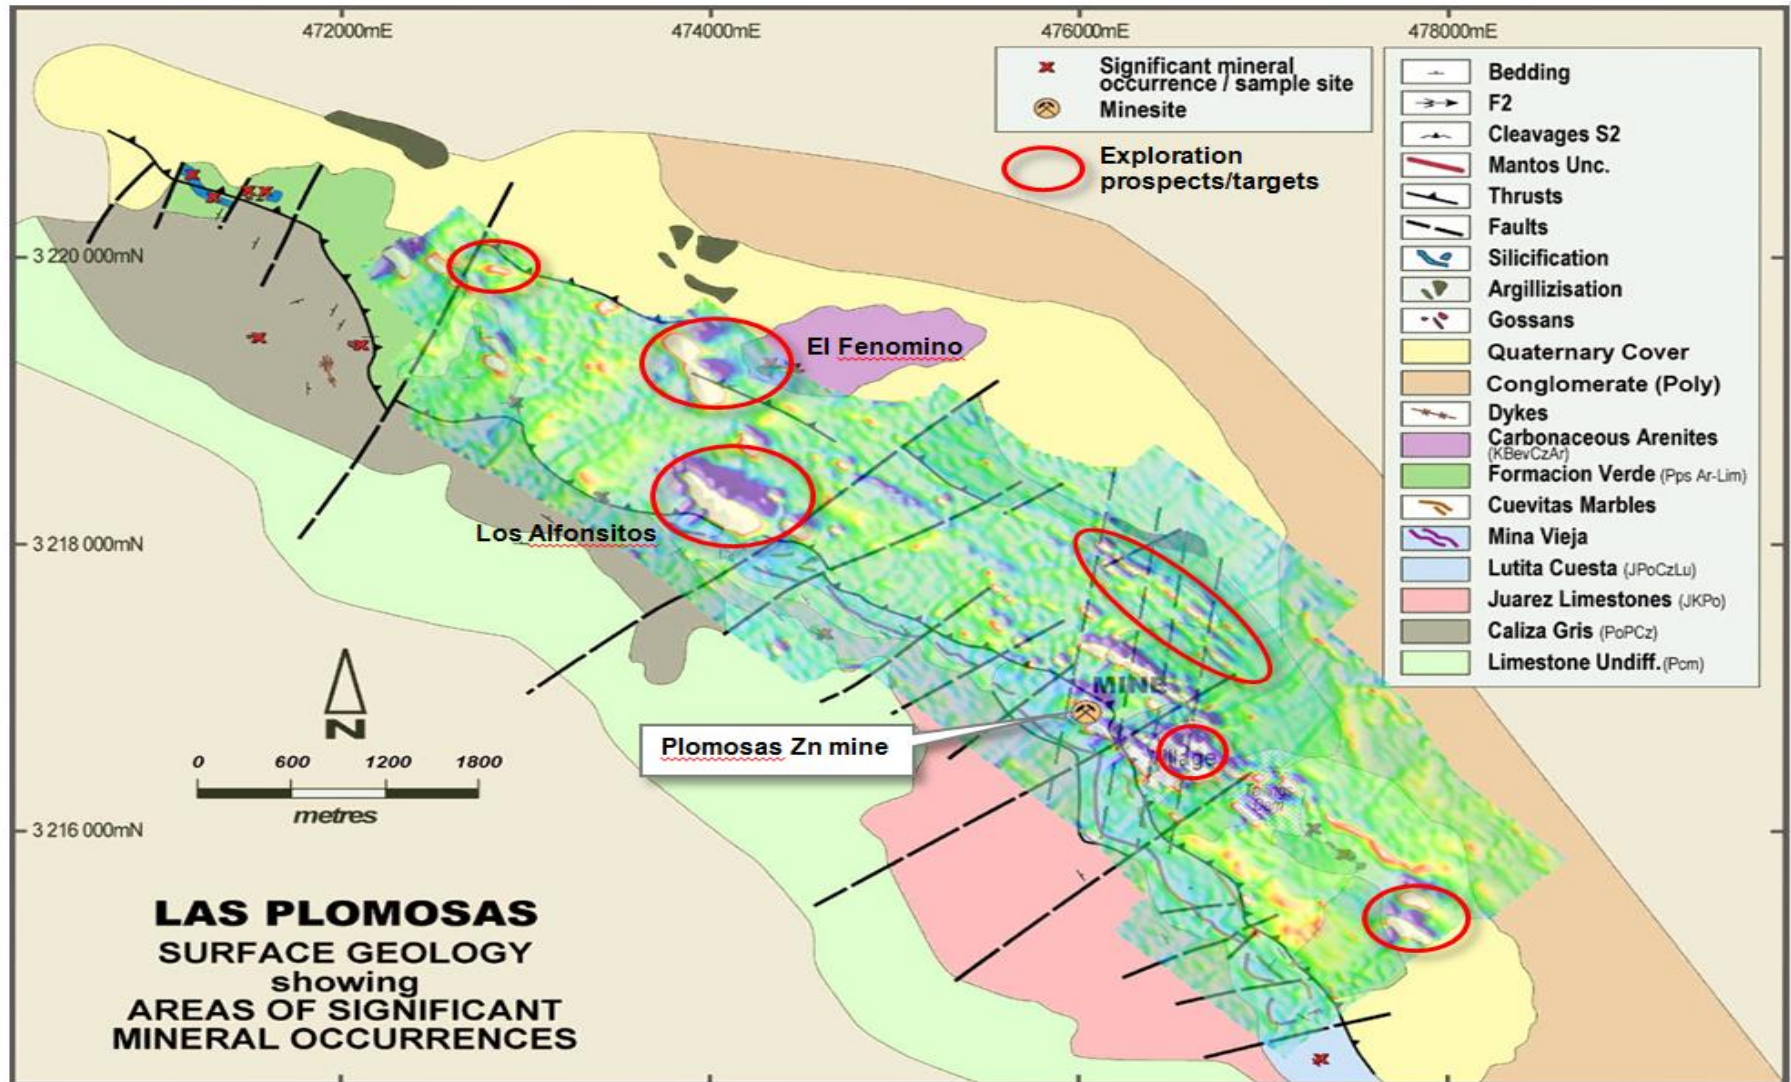 472000mE
474000mE
476000mE
478000mE
Significant mineral
occurrence / sample site
Minesite
Exploration
prospects/targets
Bedding
F2
Cleavages S2
Mantos Unc.
Thrusts
Faults
Silicification
Argillizisation
Gossans
Quaternary Cover
Conglomerate (Poly)
Dykes
Carbonaceous Arenites
(KBevCzAr)
Formacion Verde (Pps Ar-Lim)
Cuevitas Marbles
Mina Vieja
Lutita Cuesta (JPoCzLu)
Juarez Limestones (JKPo)
Caliza Gris (PoPCz)
Limestone Undiff.(Pcm)
3 220 000mN
El Fenomino
Los Alfonsitos
3 218 000mN
MINE
Plomosas Zn mine
Village
N
0 600 1200 1800
metres
3 216 000mN
LAS PLOMOSAS
SURFACE GEOLOGY
showing
AREAS OF SIGNIFICANT
MINERAL OCCURRENCES